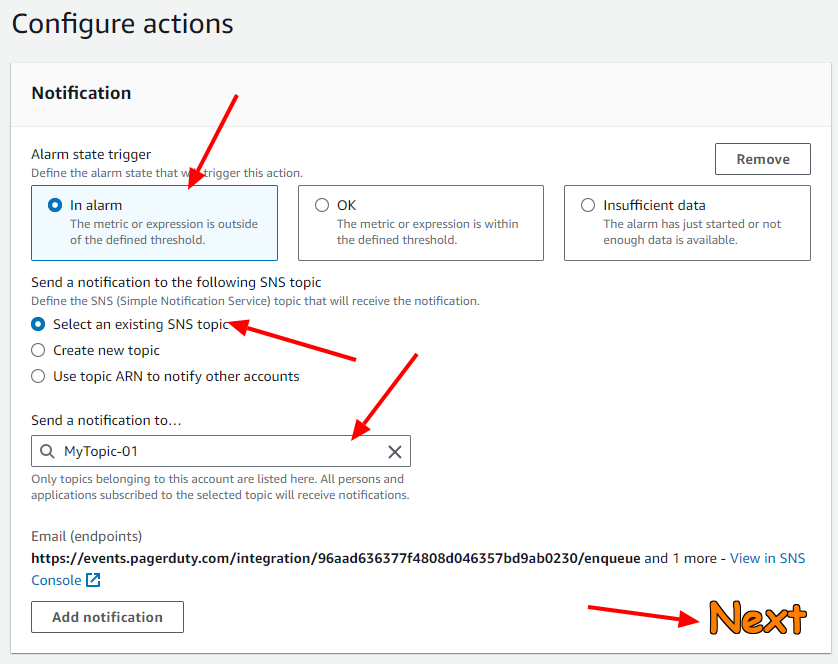 Configure actions
Notification
Alarm state trigger
Remove
Define the alarm state that will trigger this action.
In alarm
The metric or expression is outside
of the defined threshold.
OK
The metric or expression is within
the defined threshold.
Insufficient data
The alarm has just started or not
enough data is available.
Send a notification to the following SNS topic
Define the SNS (Simple Notification Service) topic that will receive the notification.
Select an existing SNS topic
Create new topic
Use topic ARN to notify other accounts
Send a notification to…
MyTopic-01
Only topics belonging to this account are listed here. All persons and
applications subscribed to the selected topic will receive notifications.
Email (endpoints)
https://events.pagerduty.com/integration/96aad636377f4808d046357bd9ab0230/enqueue and 1 more - View in SNS
Console
Add notification
Next